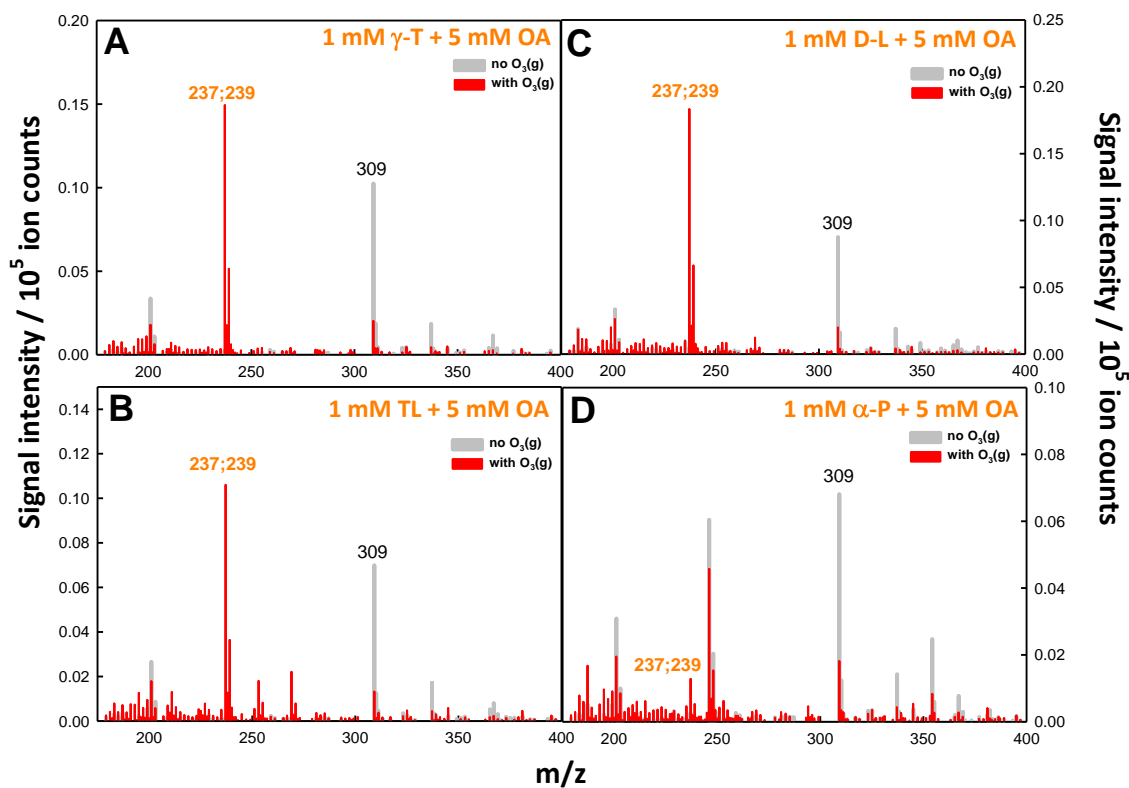 A
1 mM γ-T + 5 mM OA
no O₃(g)
with O₃(g)
237;239
309
0.20
0.15
0.10
0.05
0.00
200
250
300
350
400
C
1 mM D-L + 5 mM OA
no O₃(g)
with O₃(g)
237;239
309
0.25
0.20
0.15
0.10
0.05
0.00
200
250
300
350
400
B
1 mM TL + 5 mM OA
no O₃(g)
with O₃(g)
237;239
309
0.14
0.12
0.10
0.08
0.06
0.04
0.02
0.00
200
250
300
350
400
D
1 mM α-P + 5 mM OA
no O₃(g)
with O₃(g)
309
237;239
0.10
0.08
0.06
0.04
0.02
0.00
200
250
300
350
400
Signal intensity / 10⁵ ion counts
Signal intensity / 10⁵ ion counts
m/z